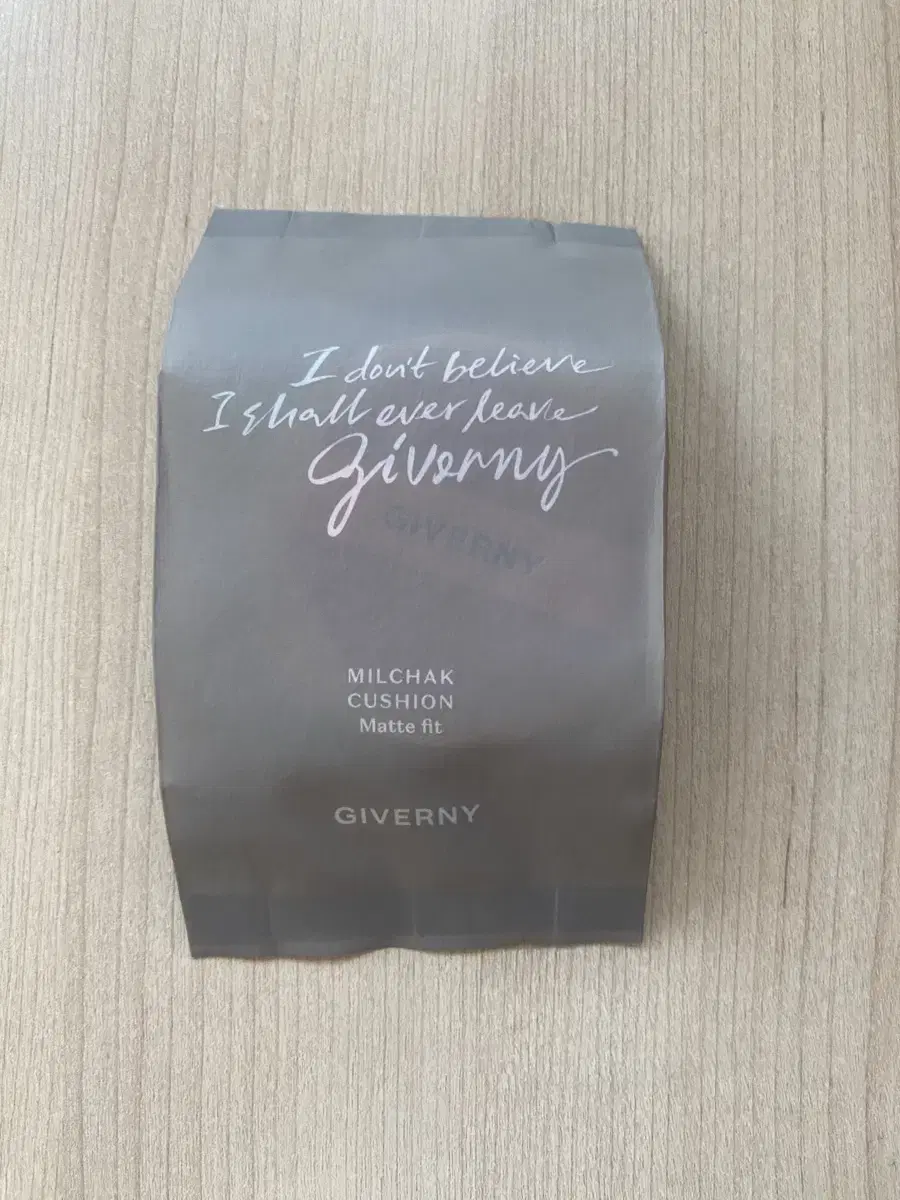 I don't believe
I shall ever leave
Giverny
GIVERNY
MILCHAK
CUSHION
Matte fit
GIVERNY